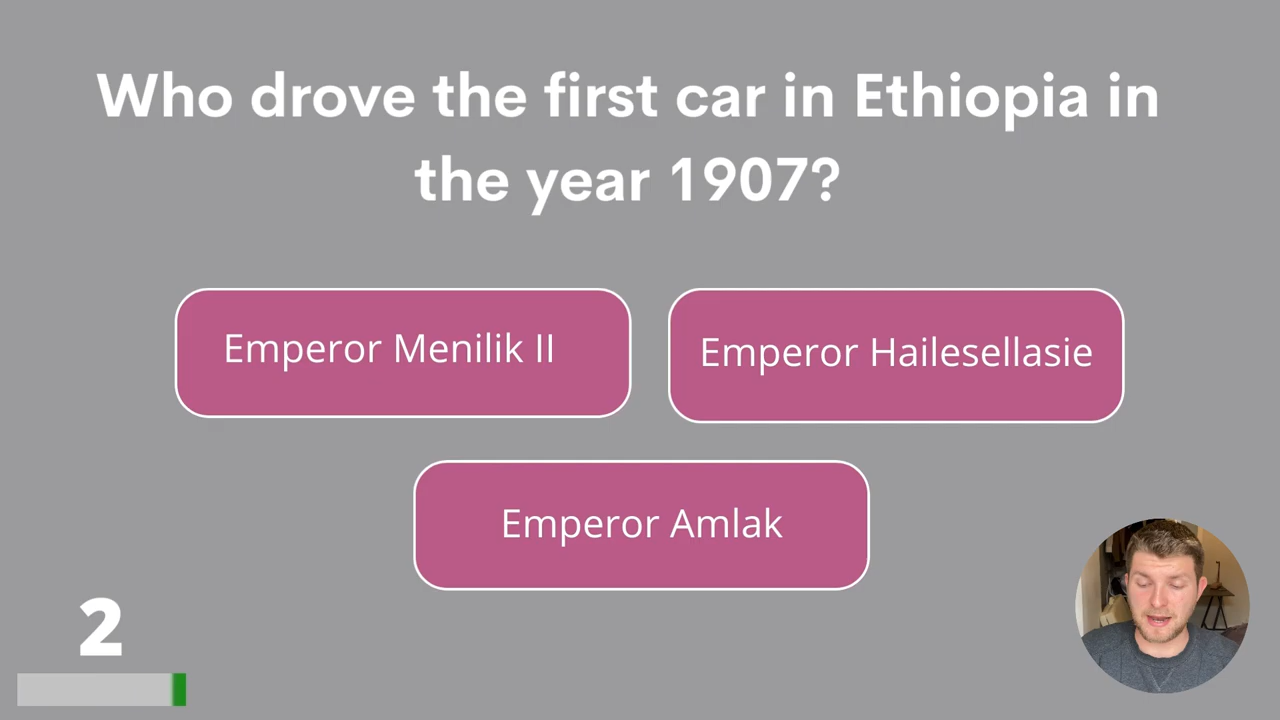 Who drove the first car in Ethiopia in
the year 1907?
Emperor Menilik II
Emperor Hailesellasie
Emperor Amlak
2